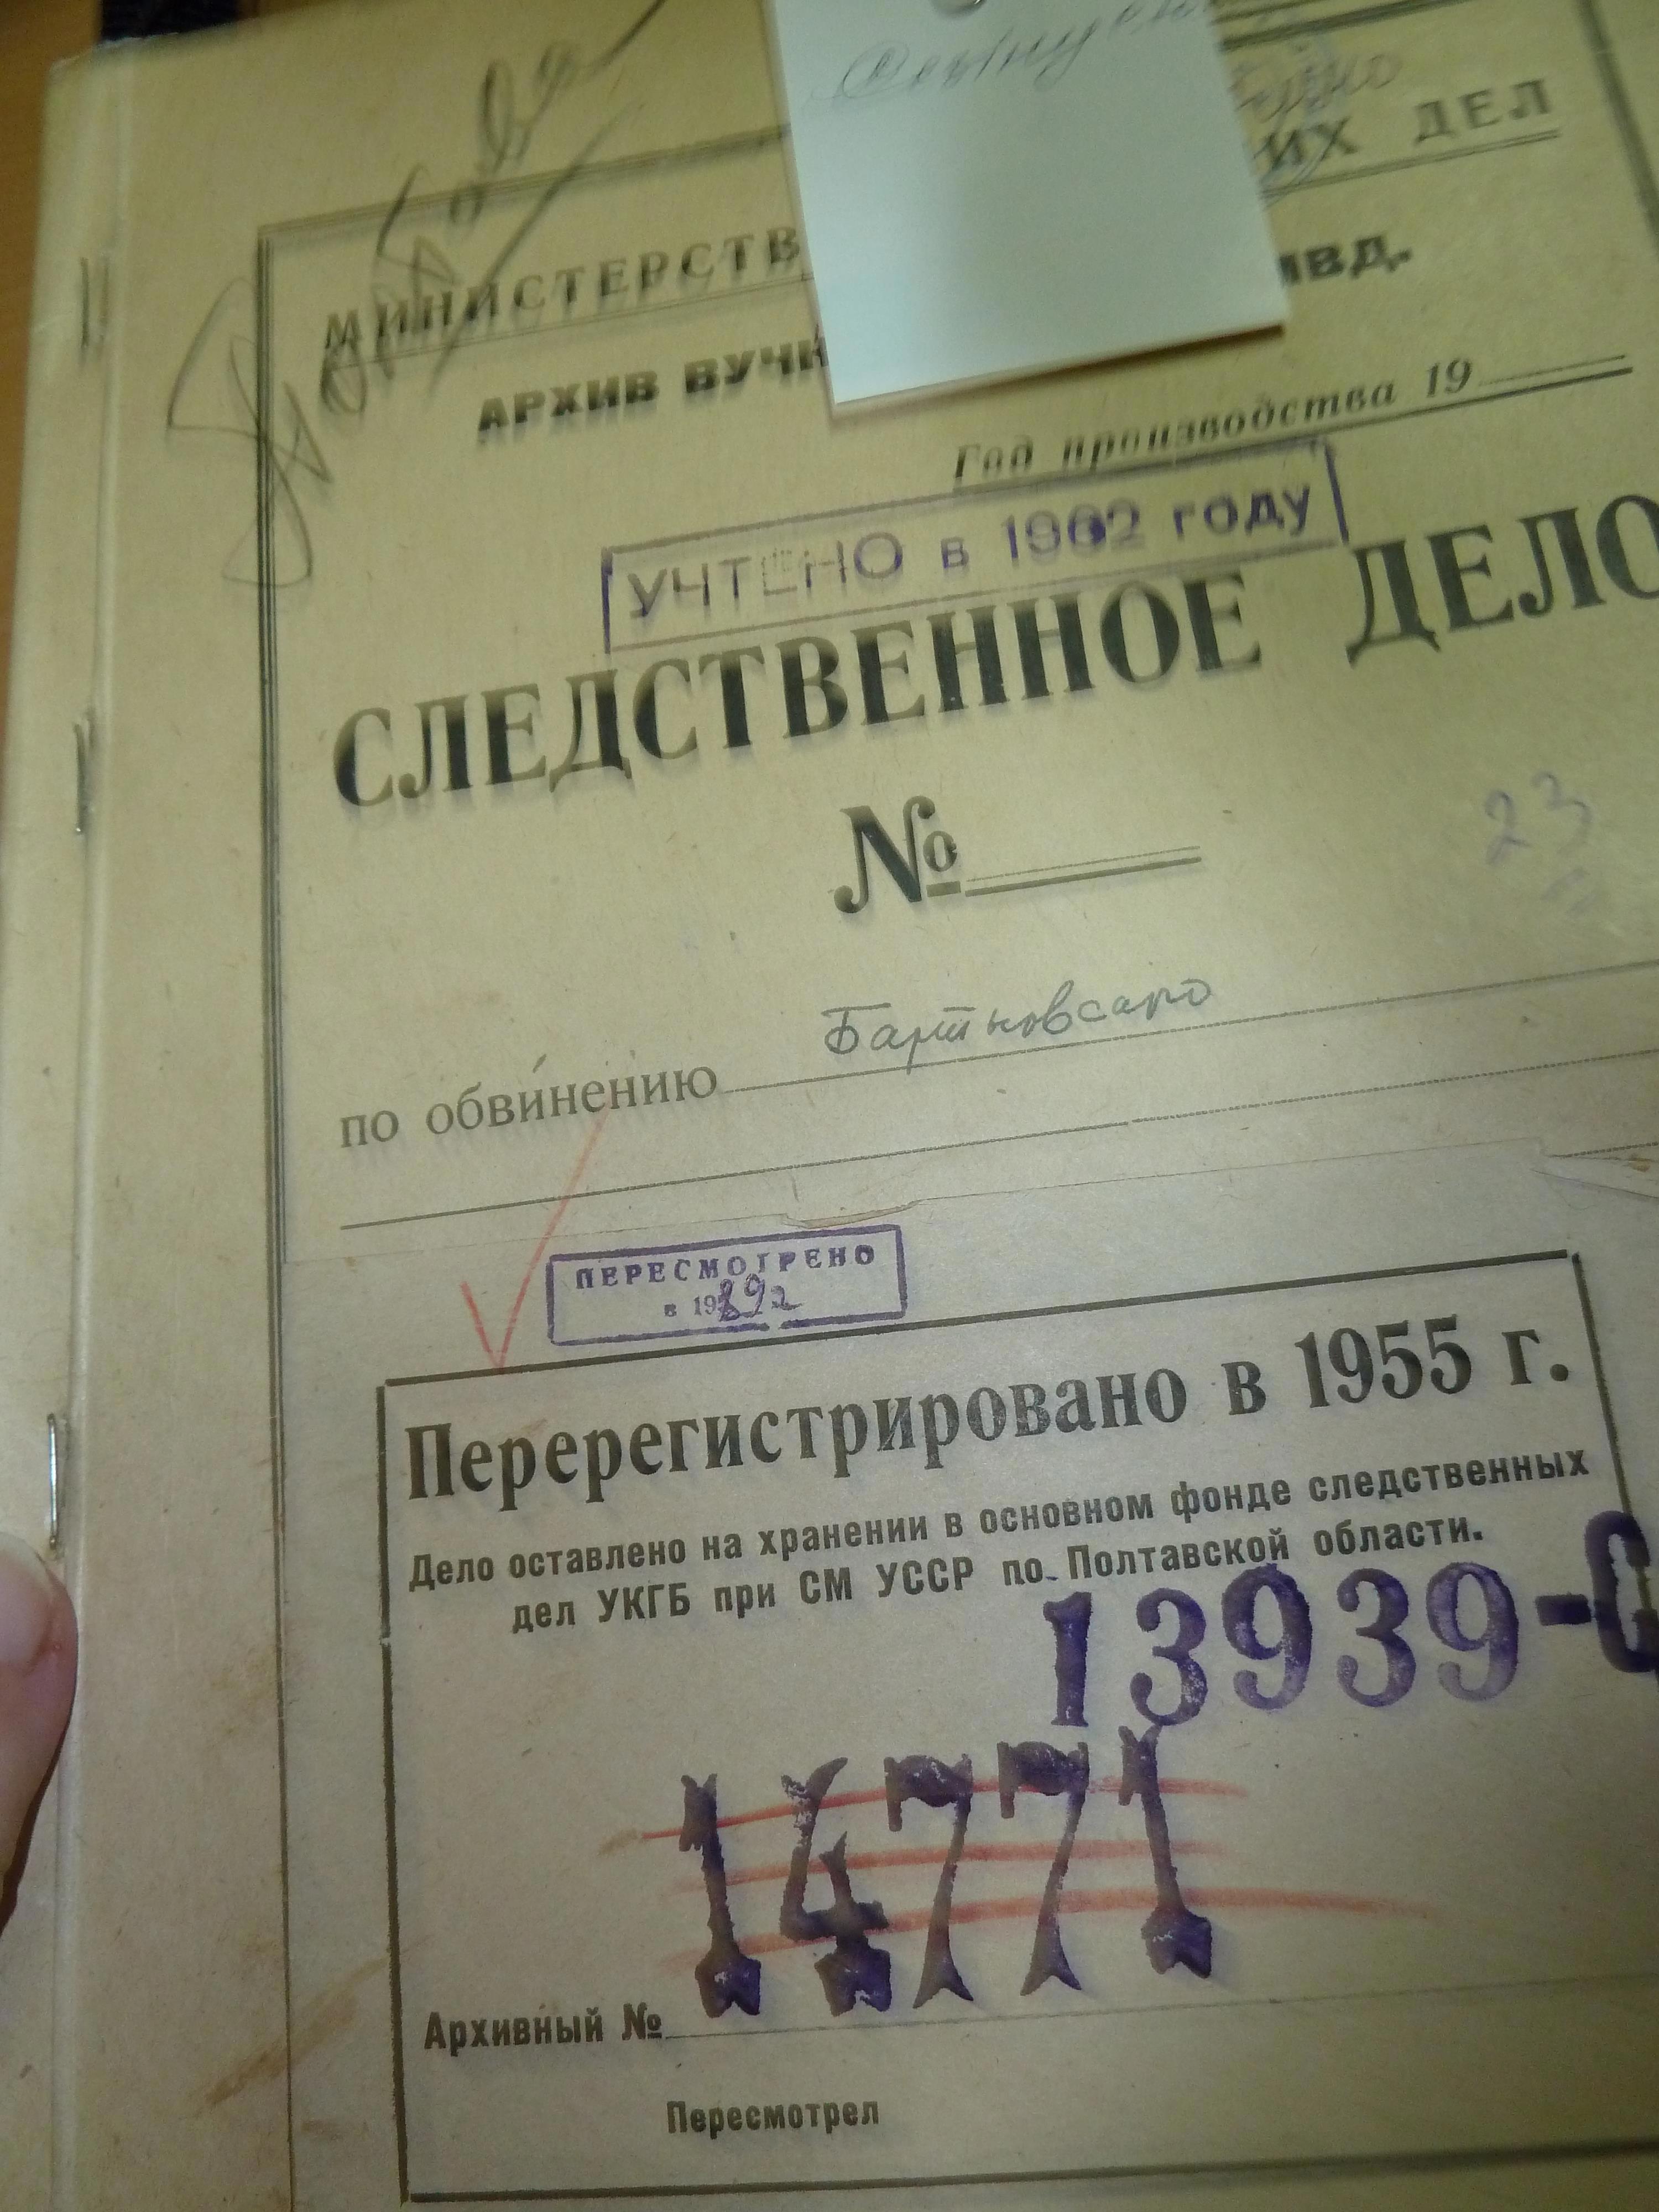 МИНИСТЕРСТВ
ИХ ДЕЛ
АРХИВ ВУЧК
МВД.
Год производства 19
УЧТЕНО в 1962 году
СЛЕДСТВЕННОЕ ДЕЛО
№
23
по обвинению
ПЕРЕСМОТРЕНО
в 19
Перерегистрировано в 1955 г.
Дело оставлено на хранении в основном фонде следственных
дел УКГБ при СМ УССР по Полтавской области.
13939-С
14771
Архивный №
Пересмотрел